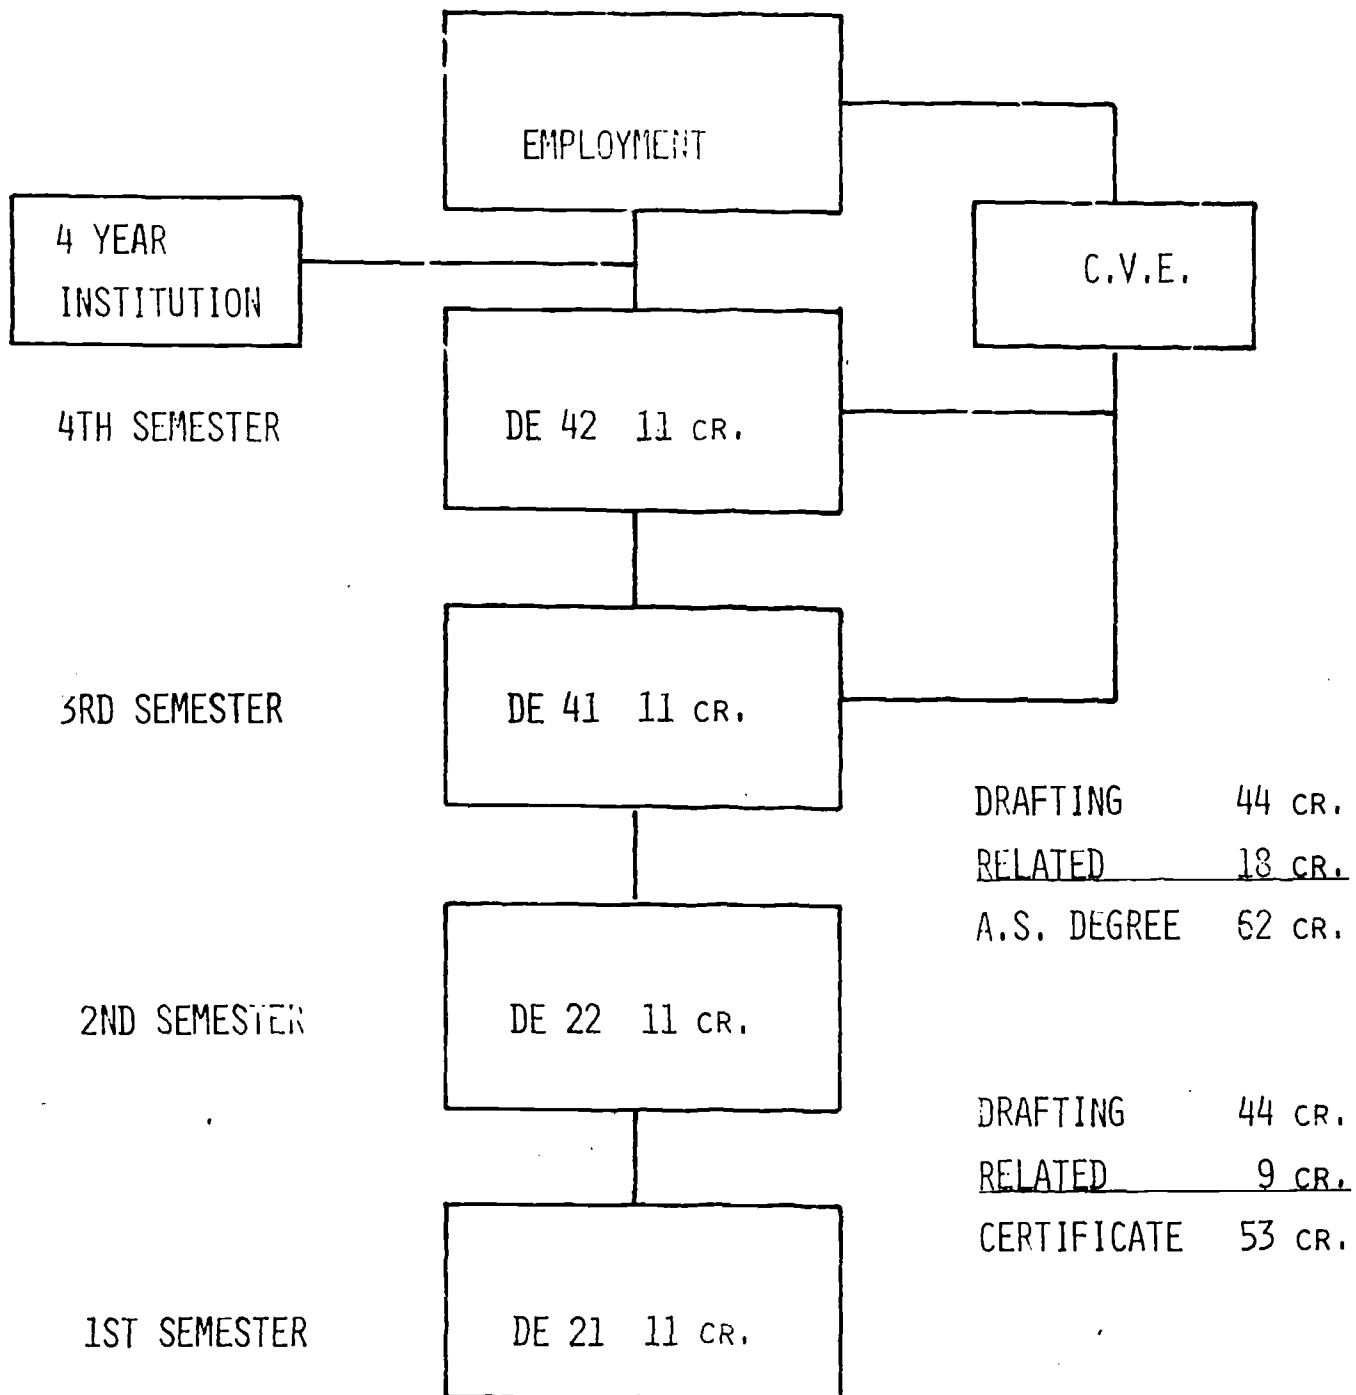 EMPLOYMENT
4 YEAR
INSTITUTION
C.V.E.
4TH SEMESTER
DE 42 11 CR.
3RD SEMESTER
DE 41 11 CR.
DRAFTING 44 CR.
RELATED 18 CR.
A.S. DEGREE 62 CR.
2ND SEMESTER
DE 22 11 CR.
DRAFTING 44 CR.
RELATED 9 CR.
CERTIFICATE 53 CR.
1ST SEMESTER
DE 21 11 CR.